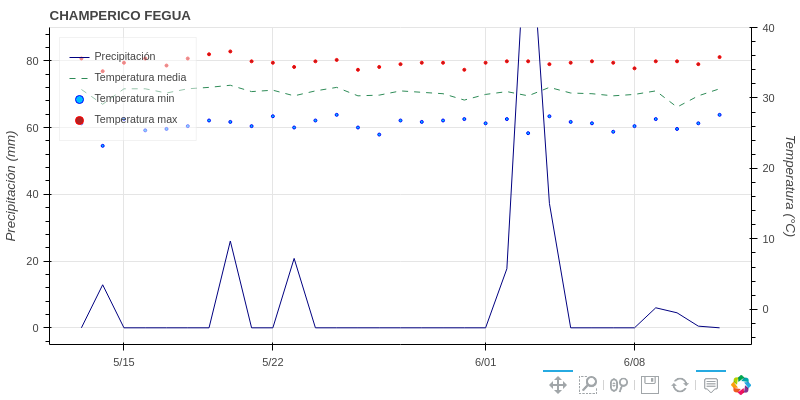 CHAMPERICO FEGUA
Precipitación
Temperatura media
Temperatura min
Temperatura max
Precipitación (mm)
80
60
40
20
0
40
30
20
10
0
Temperatura (°C)
5/15
5/22
6/01
6/08